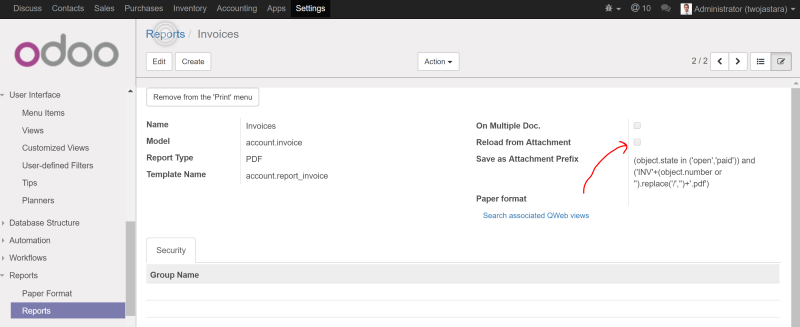 Discuss Contacts Sales Purchases Inventory Accounting Apps Settings @ 10 Administrator (twojastara)
odoo
Reports / Invoices
Edit Create Action 2 / 2
User Interface
Menu Items
Views
Customized Views
User-defined Filters
Tips
Planners
Database Structure
Automation
Workflows
Reports
Paper Format
Reports
Remove from the 'Print' menu
Name Invoices
Model account.invoice
Report Type PDF
Template Name account.report_invoice
On Multiple Doc.
Reload from Attachment
Save as Attachment Prefix (object.state in ('open','paid')) and
('INV'+(object.number or
'').replace('/','')+'.pdf')
Paper format
Search associated QWeb views
Security
Group Name